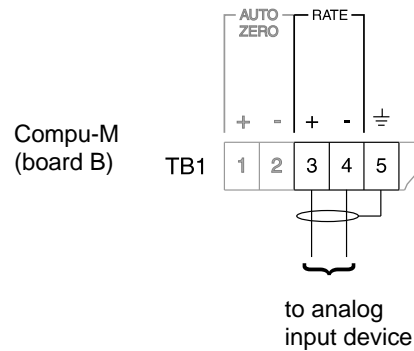 AUTO RATE
ZERO
+ - + -
Compu-M
(board B) TB1 1 2 3 4 5
to analog
input device